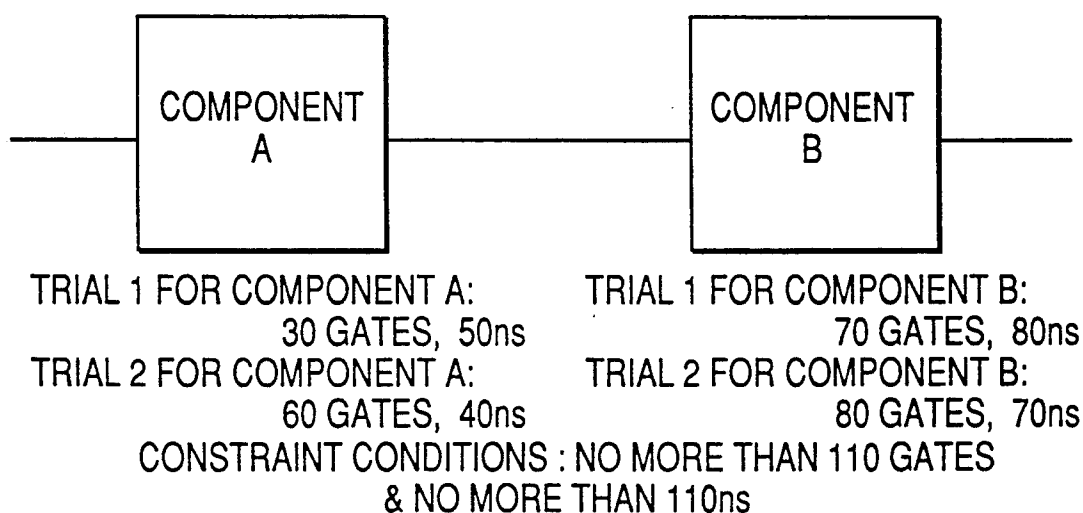 COMPONENT
A
COMPONENT
B
TRIAL 1 FOR COMPONENT A:
30 GATES, 50ns
TRIAL 2 FOR COMPONENT A:
60 GATES, 40ns
TRIAL 1 FOR COMPONENT B:
70 GATES, 80ns
TRIAL 2 FOR COMPONENT B:
80 GATES, 70ns
CONSTRAINT CONDITIONS : NO MORE THAN 110 GATES
& NO MORE THAN 110ns